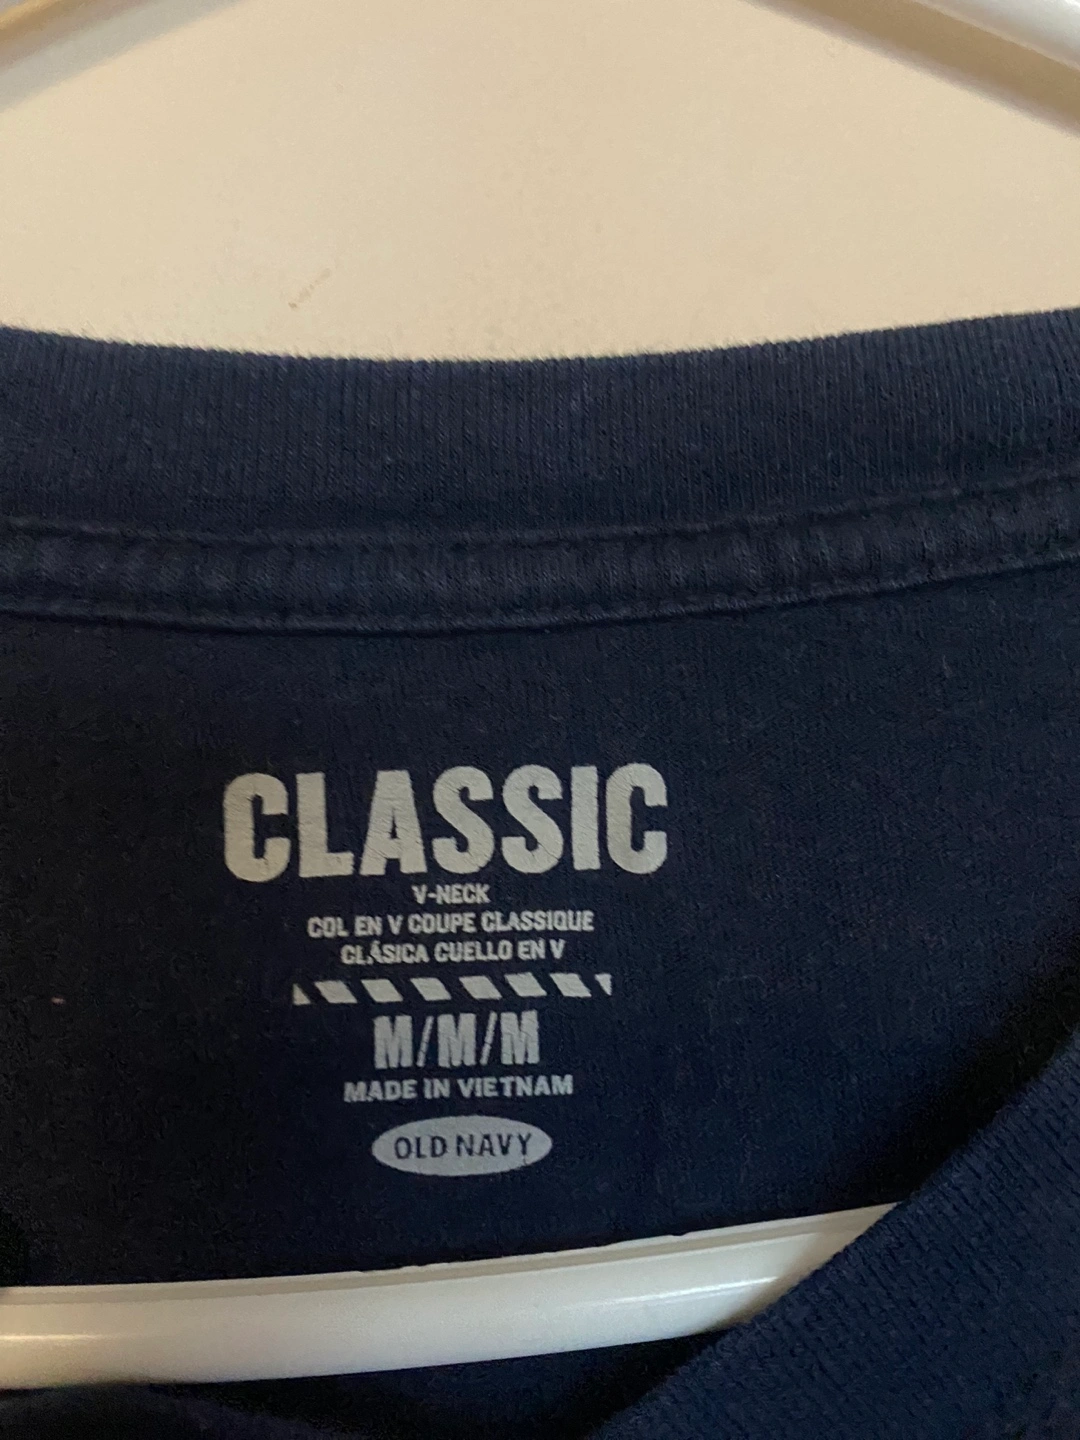 CLASSIC
V-NECK
COL EN V COUPE CLASSIQUE
CLÁSICA CUELLO EN V
M/M/M
MADE IN VIETNAM
OLD NAVY